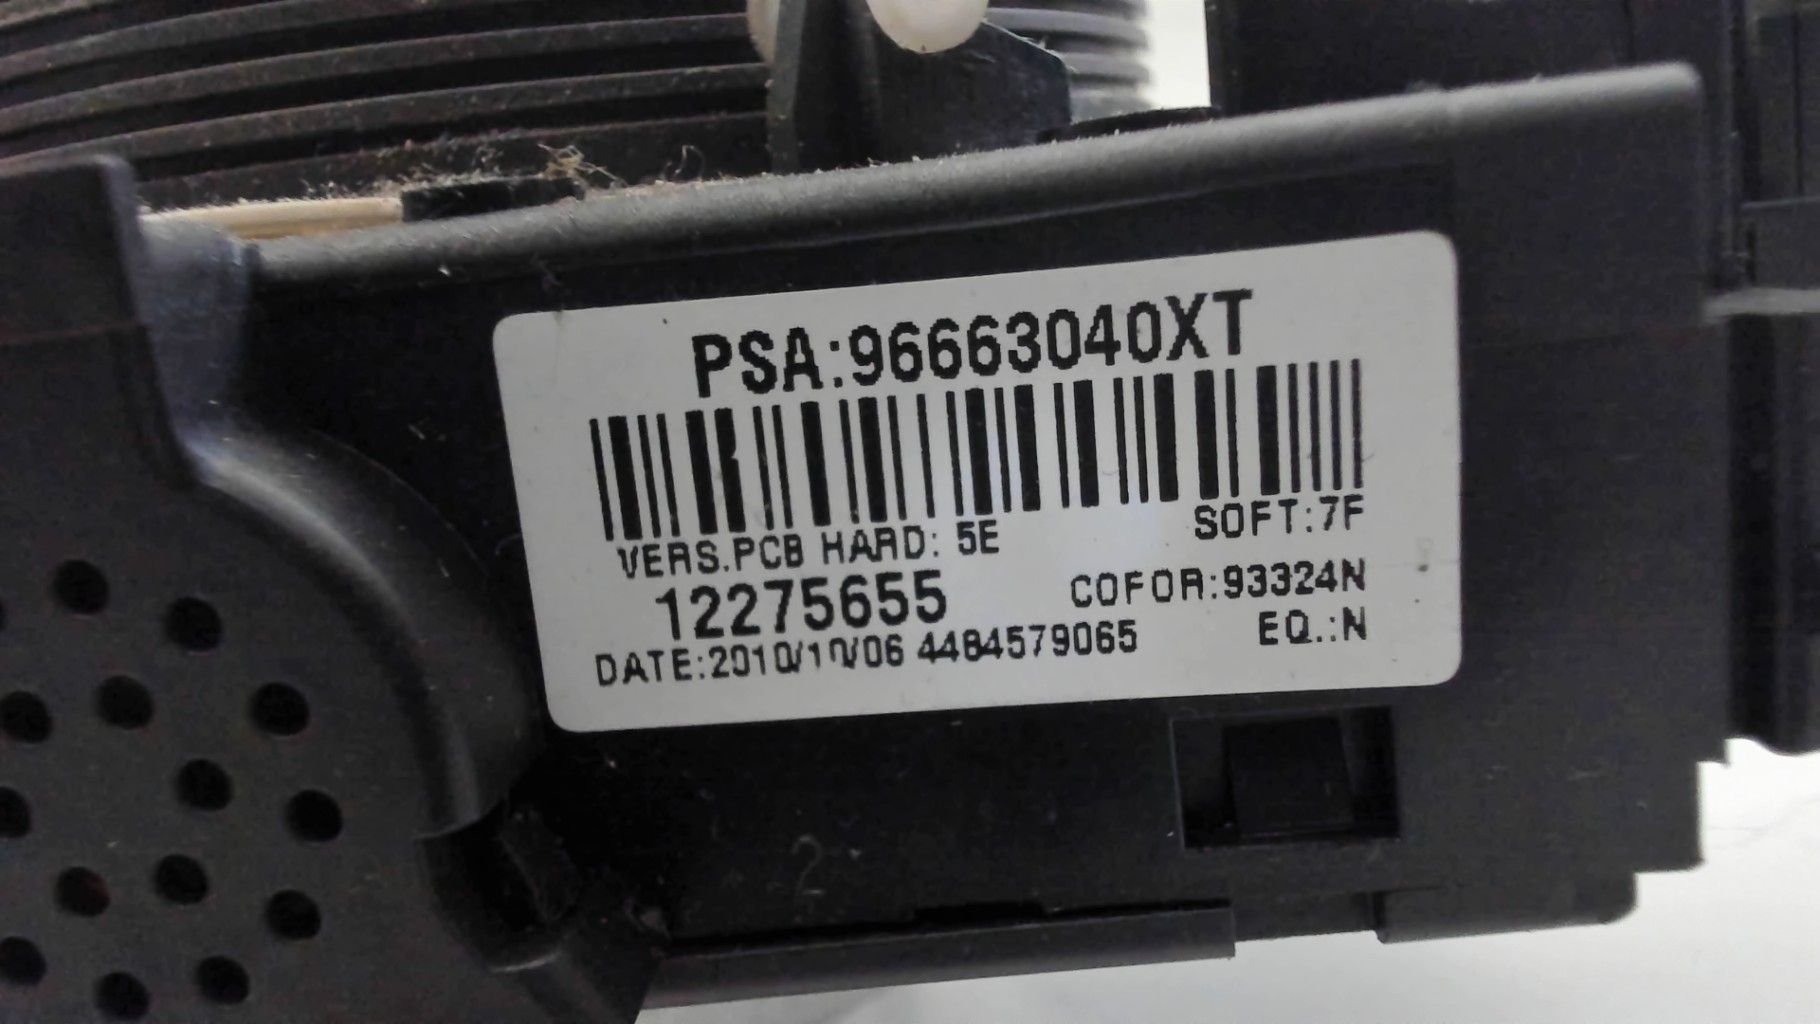 PSA:96663040XT
VERS.PCB HARD: 5E SOFT:7F
12275655 COFOR:93324N
DATE:2010/10/06 4484579065 EQ.:N